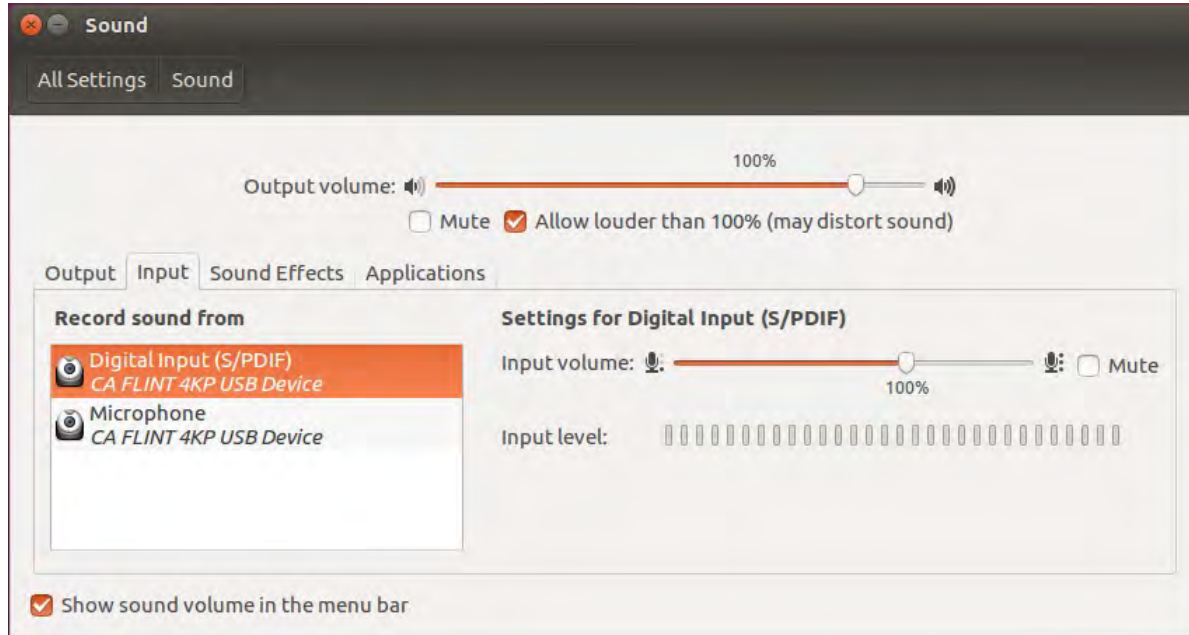 Sound
All Settings Sound
100%
Output volume:
Mute Allow louder than 100% (may distort sound)
Output Input Sound Effects Applications
Record sound from
Digital Input (S/PDIF)
CA FLINT 4KP USB Device
Microphone
CA FLINT 4KP USB Device
Settings for Digital Input (S/PDIF)
Input volume: Mute
100%
Input level:
Show sound volume in the menu bar